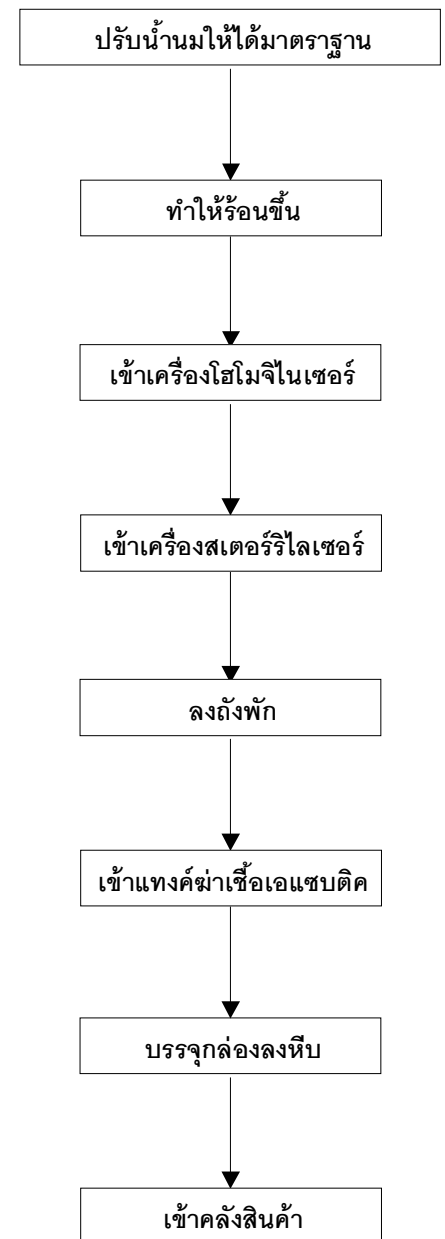 ปรับน้ำนมให้ได้มาตราฐาน
ทำให้ร้อนขึ้น
เข้าเครื่องโฮโมจิไนเซอร์
เข้าเครื่องสเตอร์ริไลเซอร์
ลงถังพัก
เข้าแทงค์ฆ่าเชื้อเอแซบติค
บรรจุกล่องลงหีบ
เข้าคลังสินค้า